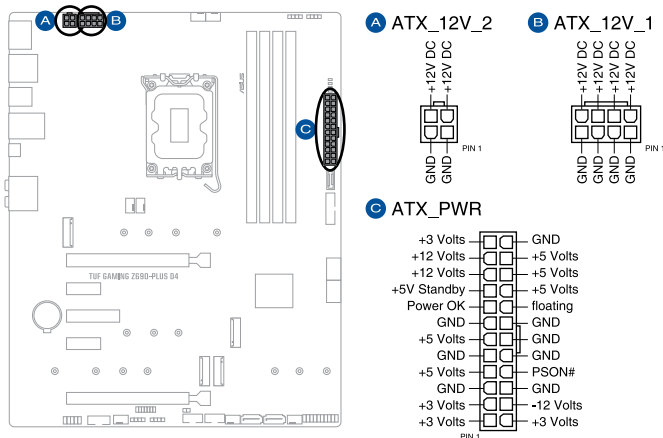 A
B
C
/SUS
TUF GAMING Z690-PLUS D4
A ATX_12V_2
+12V DC
+12V DC
GND
GND
PIN 1
B ATX_12V_1
+12V DC
+12V DC
+12V DC
+12V DC
GND
GND
GND
GND
PIN 1
C ATX_PWR
+3 Volts GND
+12 Volts +5 Volts
+12 Volts +5 Volts
+5V Standby +5 Volts
Power OK floating
GND GND
+5 Volts GND
GND GND
+5 Volts PSON#
GND GND
+3 Volts -12 Volts
+3 Volts +3 Volts
PIN 1